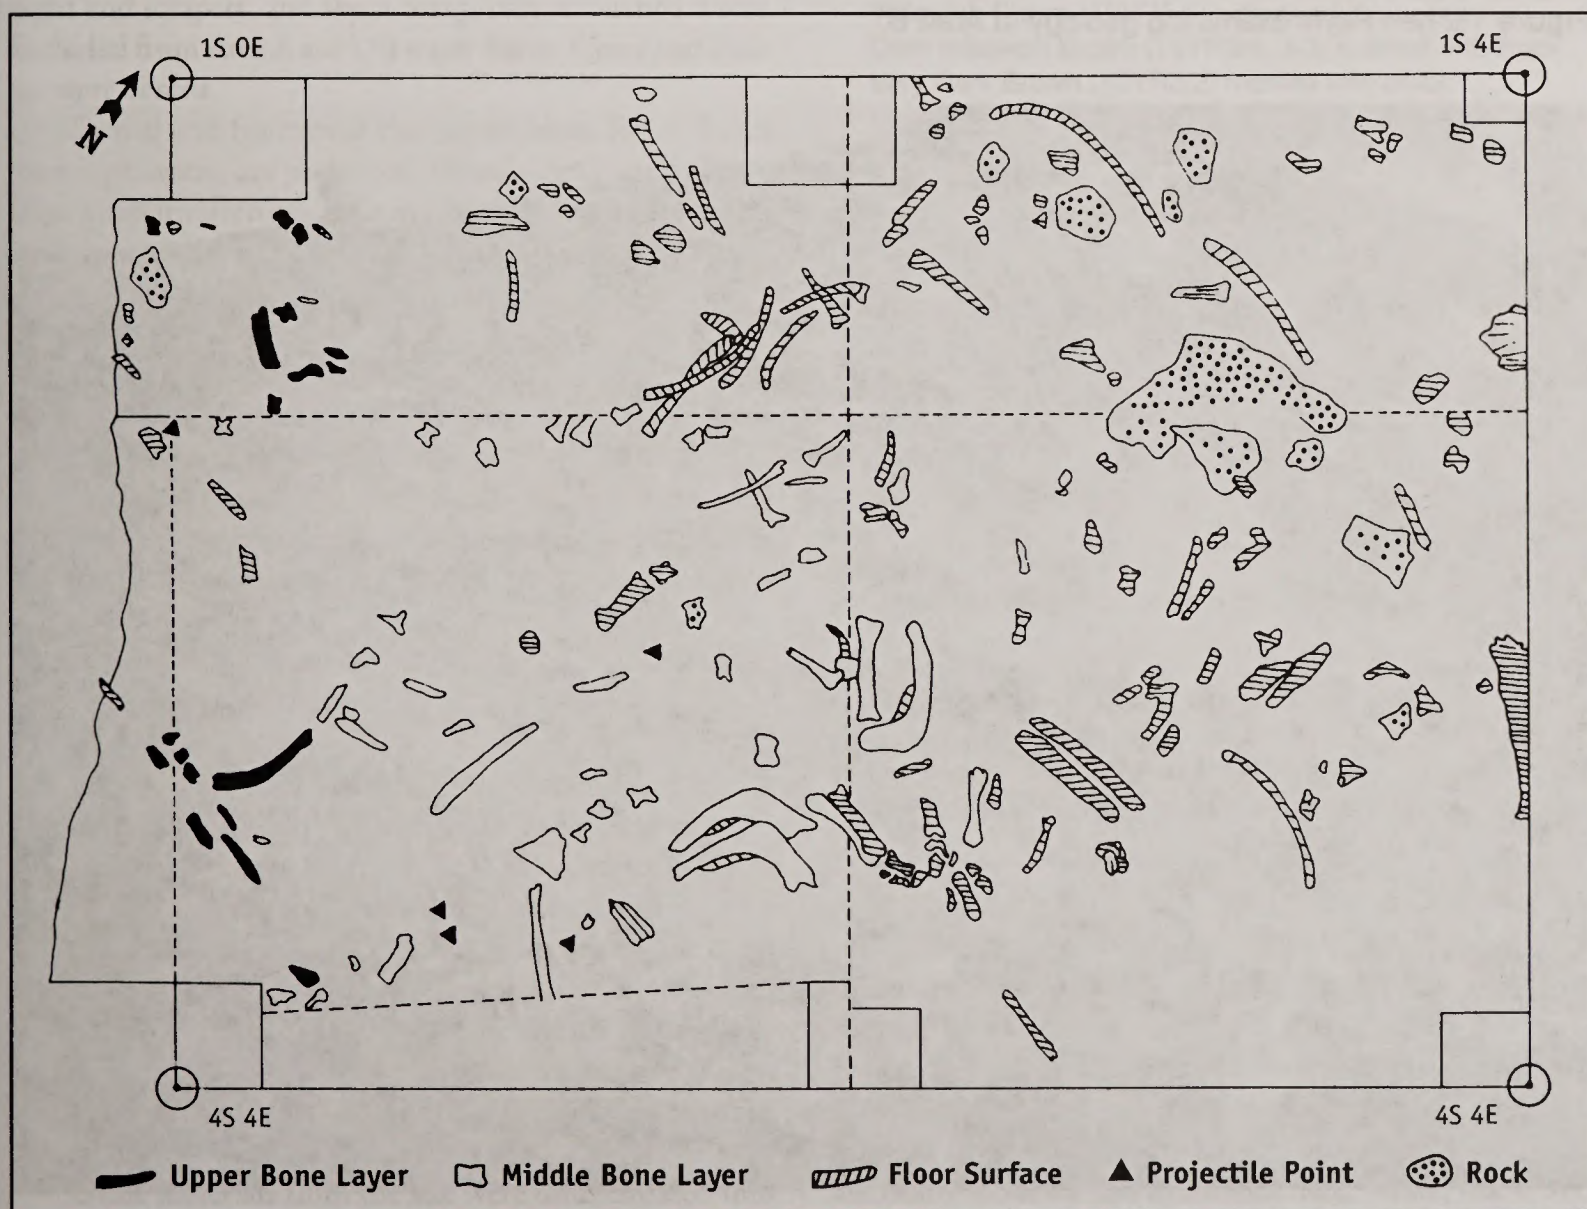 1S 0E
1S 4E
N
4S 4E
4S 4E
Upper Bone Layer
Middle Bone Layer
Floor Surface
Projectile Point
Rock